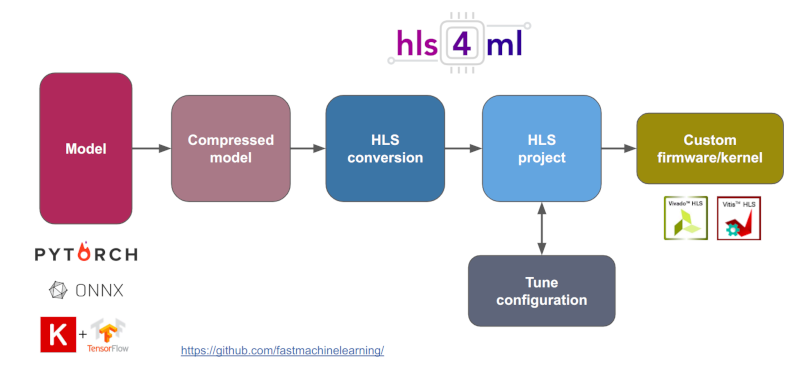 hls 4 ml
Model
Compressed
model
HLS
conversion
HLS
project
Custom
firmware/kernel
Vivado™ HLS
Vitis™ HLS
PYTORCH
ONNX
K + TensorFlow
Tune
configuration
https://github.com/fastmachinelearning/